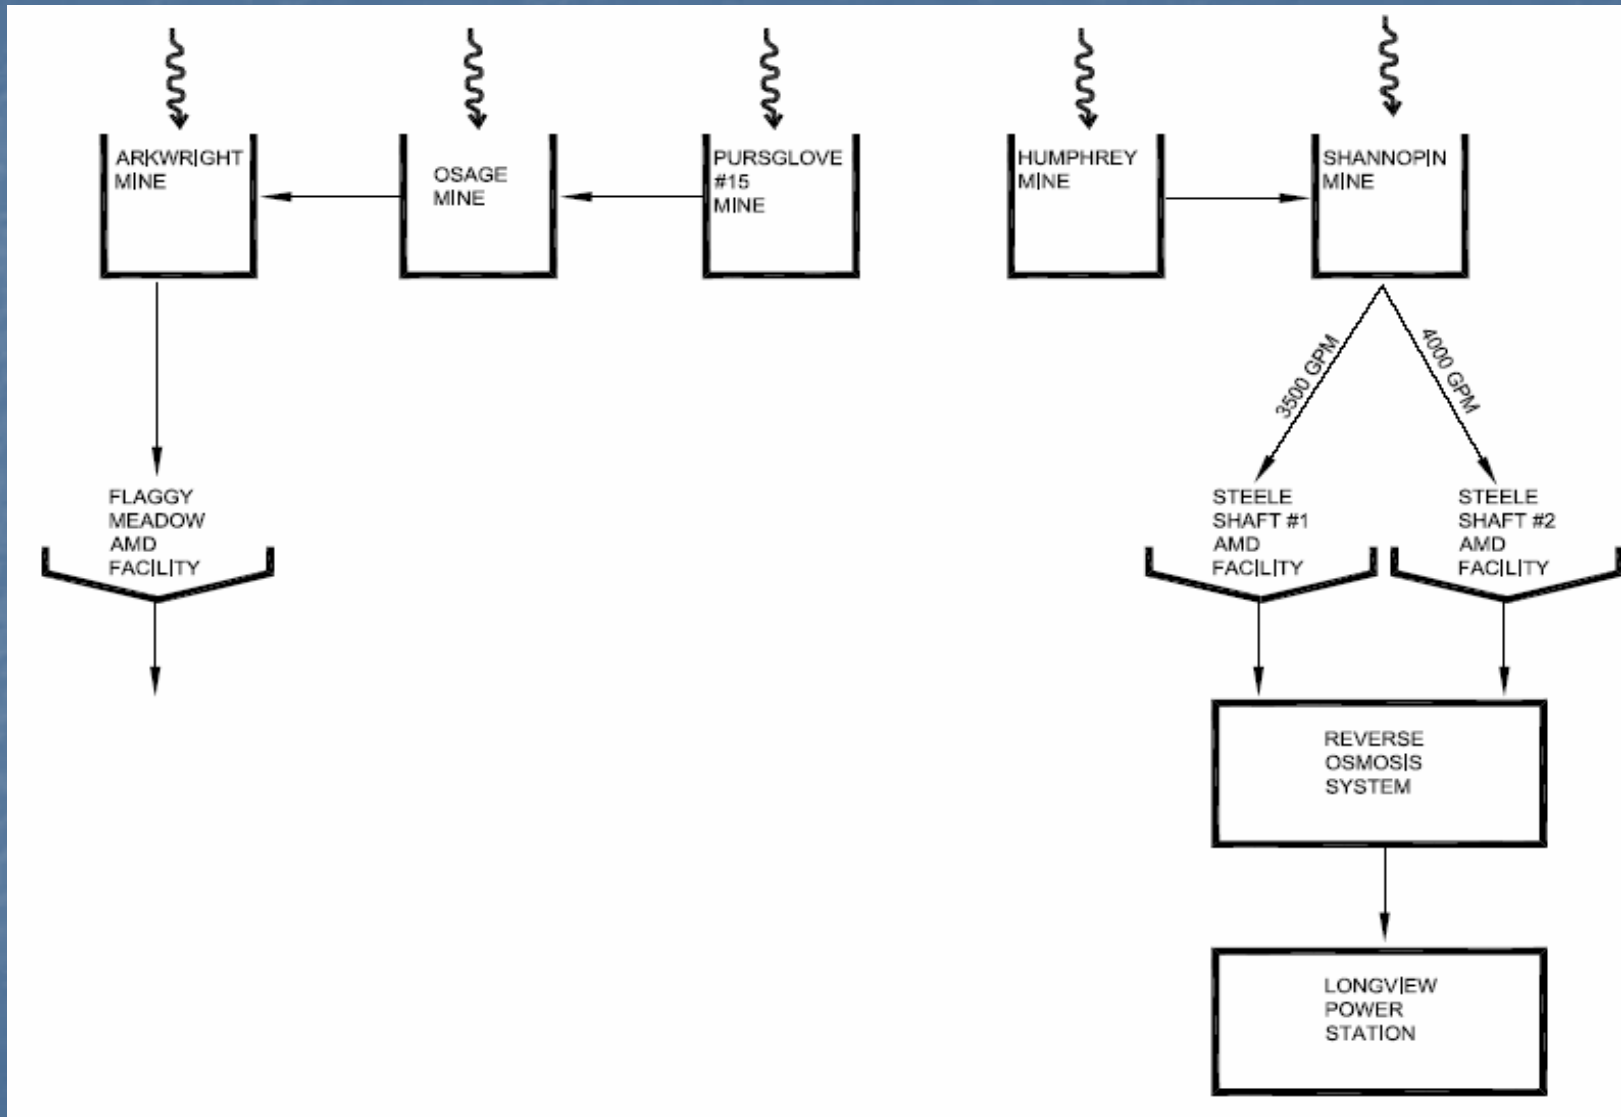 ARKWRIGHT
MINE
OSAGE
MINE
PURSGLOVE
#15
MINE
HUMPHREY
MINE
SHANNOPIN
MINE
3500 GPM
4000 GPM
FLAGGY
MEADOW
AMD
FACILITY
STEELE
SHAFT #1
AMD
FACILITY
STEELE
SHAFT #2
AMD
FACILITY
REVERSE
OSMOSIS
SYSTEM
LONGVIEW
POWER
STATION